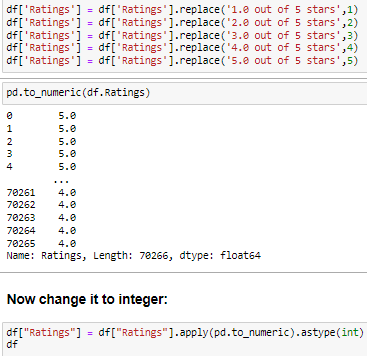 df['Ratings'] = df['Ratings'].replace('1.0 out of 5 stars',1)
df['Ratings'] = df['Ratings'].replace('2.0 out of 5 stars',2)
df['Ratings'] = df['Ratings'].replace('3.0 out of 5 stars',3)
df['Ratings'] = df['Ratings'].replace('4.0 out of 5 stars',4)
df['Ratings'] = df['Ratings'].replace('5.0 out of 5 stars',5)
pd.to_numeric(df.Ratings)
0 5.0
1 5.0
2 5.0
3 5.0
4 5.0
...
70261 4.0
70262 4.0
70263 4.0
70264 4.0
70265 4.0
Name: Ratings, Length: 70266, dtype: float64
Now change it to integer:
df["Ratings"] = df["Ratings"].apply(pd.to_numeric).astype(int)
df